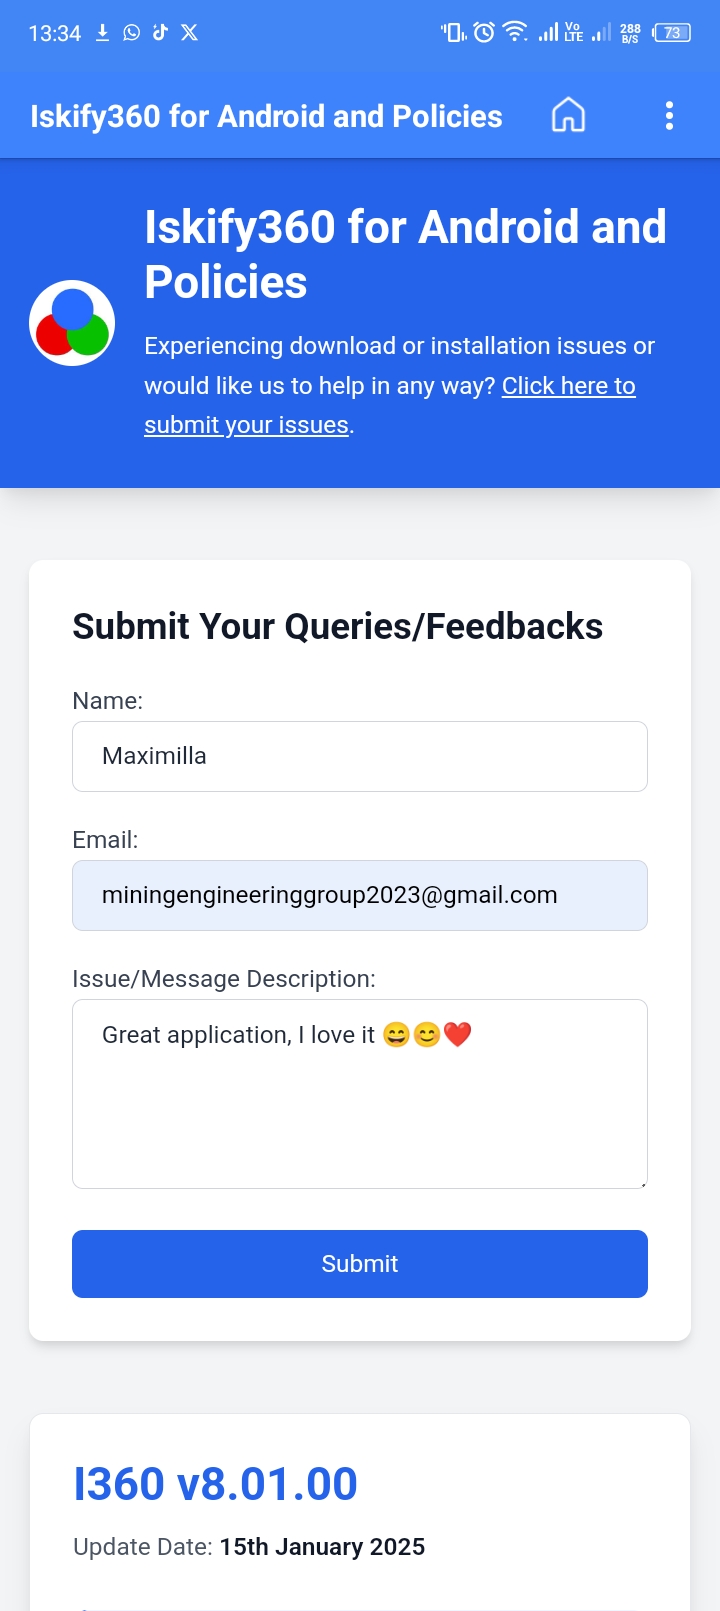 13:34
Vo
LTE
288
B/S
73
Iskify360 for Android and Policies
Iskify360 for Android and
Policies
Experiencing download or installation issues or
would like us to help in any way? Click here to
submit your issues.
Submit Your Queries/Feedbacks
Name:
Maximilla
Email:
miningengineeringgroup2023@gmail.com
Issue/Message Description:
Great application, I love it 😄😊❤️
Submit
I360 v8.01.00
Update Date: 15th January 2025